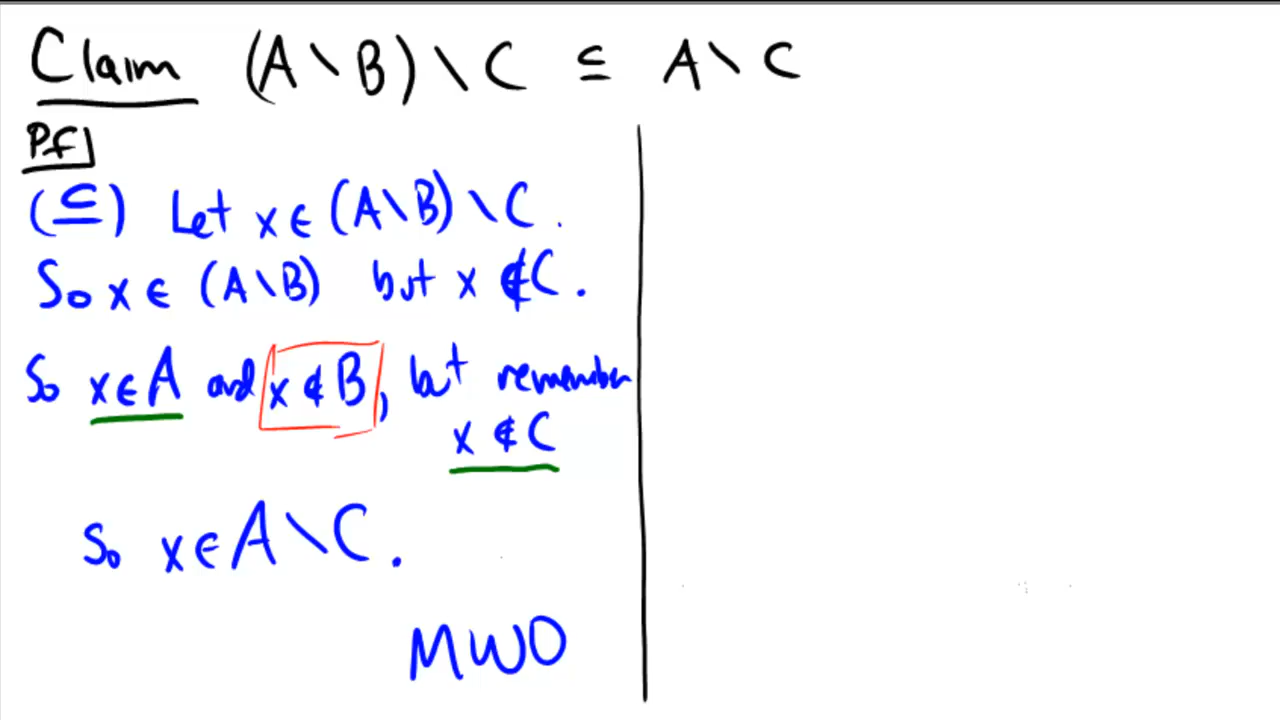 Claim (A \ B) \ C ⊆ A \ C
Pf
(⊆) Let x ∈ (A \ B) \ C.
So x ∈ (A \ B) but x ∉ C.
So x ∈ A and x ∉ B, but remember
x ∉ C
So x ∈ A \ C.
MWO